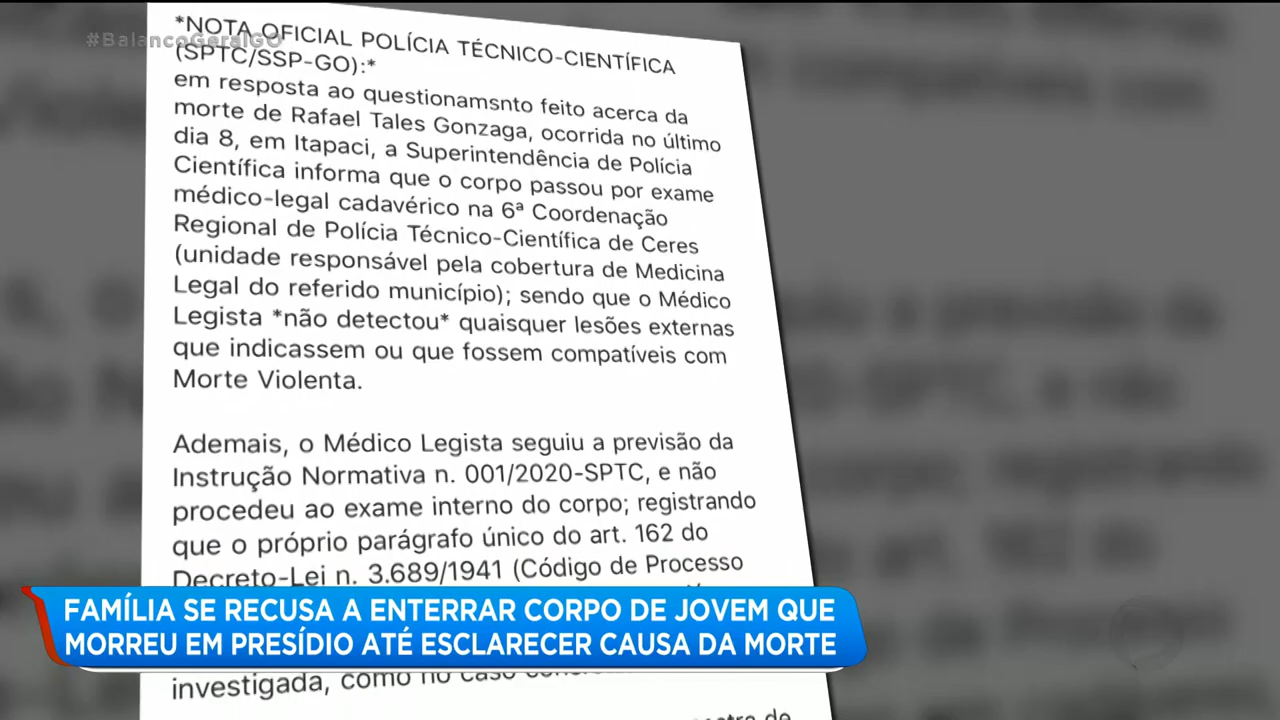 #BalançoGeralGO
*NOTA OFICIAL POLÍCIA TÉCNICO-CIENTÍFICA
(SPTC/SSP-GO):*
em resposta ao questionamsnto feito acerca da
morte de Rafael Tales Gonzaga, ocorrida no último
dia 8, em Itapaci, a Superintendência de Polícia
Científica informa que o corpo passou por exame
médico-legal cadavérico na 6ª Coordenação
Regional de Polícia Técnico-Científica de Ceres
(unidade responsável pela cobertura de Medicina
Legal do referido município); sendo que o Médico
Legista *não detectou* quaisquer lesões externas
que indicassem ou que fossem compatíveis com
Morte Violenta.
Ademais, o Médico Legista seguiu a previsão da
Instrução Normativa n. 001/2020-SPTC, e não
procedeu ao exame interno do corpo; registrando
que o próprio parágrafo único do art. 162 do
Decreto-Lei n. 3.689/1941 (Código de Processo
FAMÍLIA SE RECUSA A ENTERRAR CORPO DE JOVEM QUE
MORREU EM PRESÍDIO ATÉ ESCLARECER CAUSA DA MORTE
investigada, como no caso